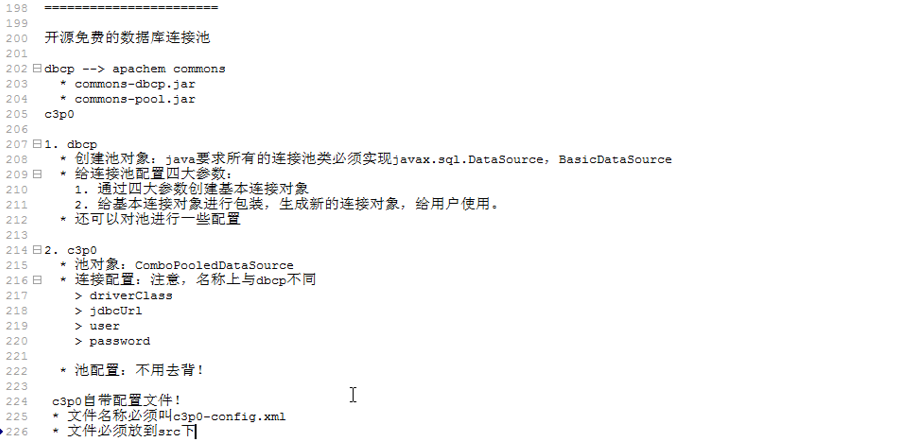 198 =======================
199
200 开源免费的数据库连接池
201
202 dbcp --> apachem commons
203 * commons-dbcp.jar
204 * commons-pool.jar
205 c3p0
206
207 1. dbcp
208 * 创建池对象：java要求所有的连接池类必须实现javax.sql.DataSource，BasicDataSource
209 * 给连接池配置四大参数：
210 1. 通过四大参数创建基本连接对象
211 2. 给基本连接对象进行包装，生成新的连接对象，给用户使用。
212 * 还可以对池进行一些配置
213
214 2. c3p0
215 * 池对象：ComboPooledDataSource
216 * 连接配置：注意，名称上与dbcp不同
217 > driverClass
218 > jdbcUrl
219 > user
220 > password
221
222 * 池配置：不用去背！
223
224 c3p0自带配置文件！
225 * 文件名称必须叫c3p0-config.xml
226 * 文件必须放到src下